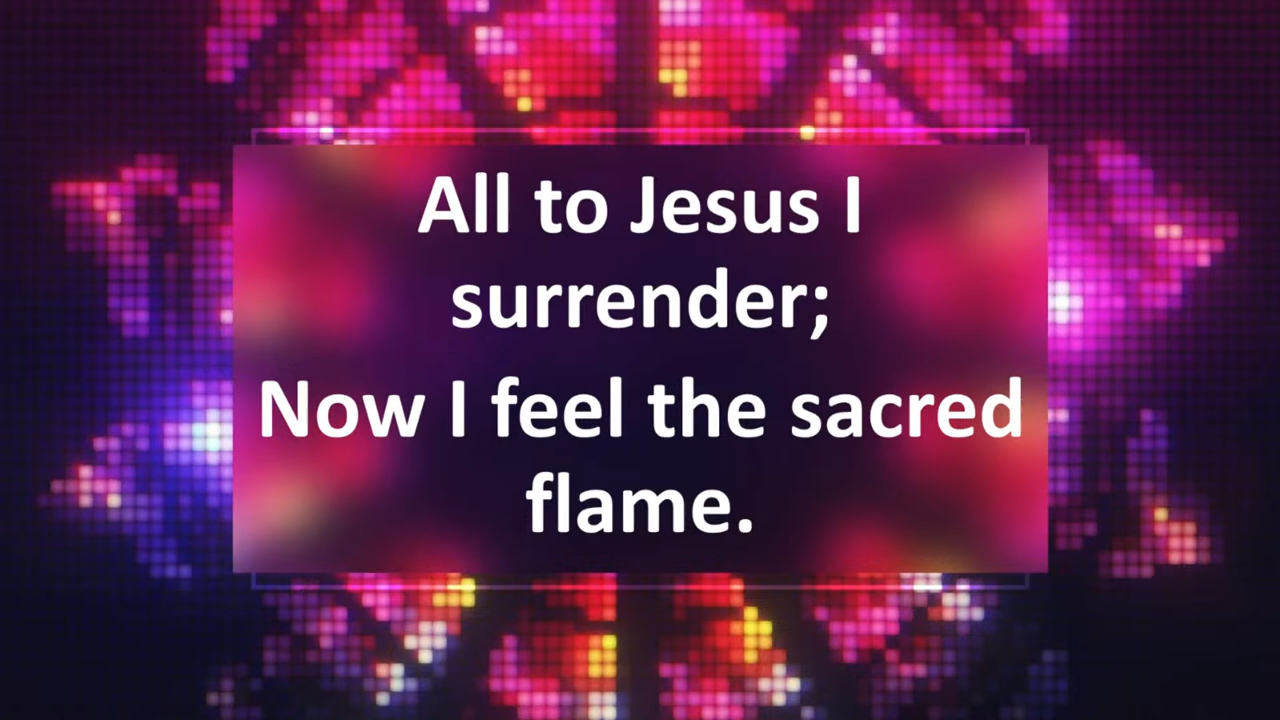 All to Jesus I
surrender;
Now I feel the sacred
flame.